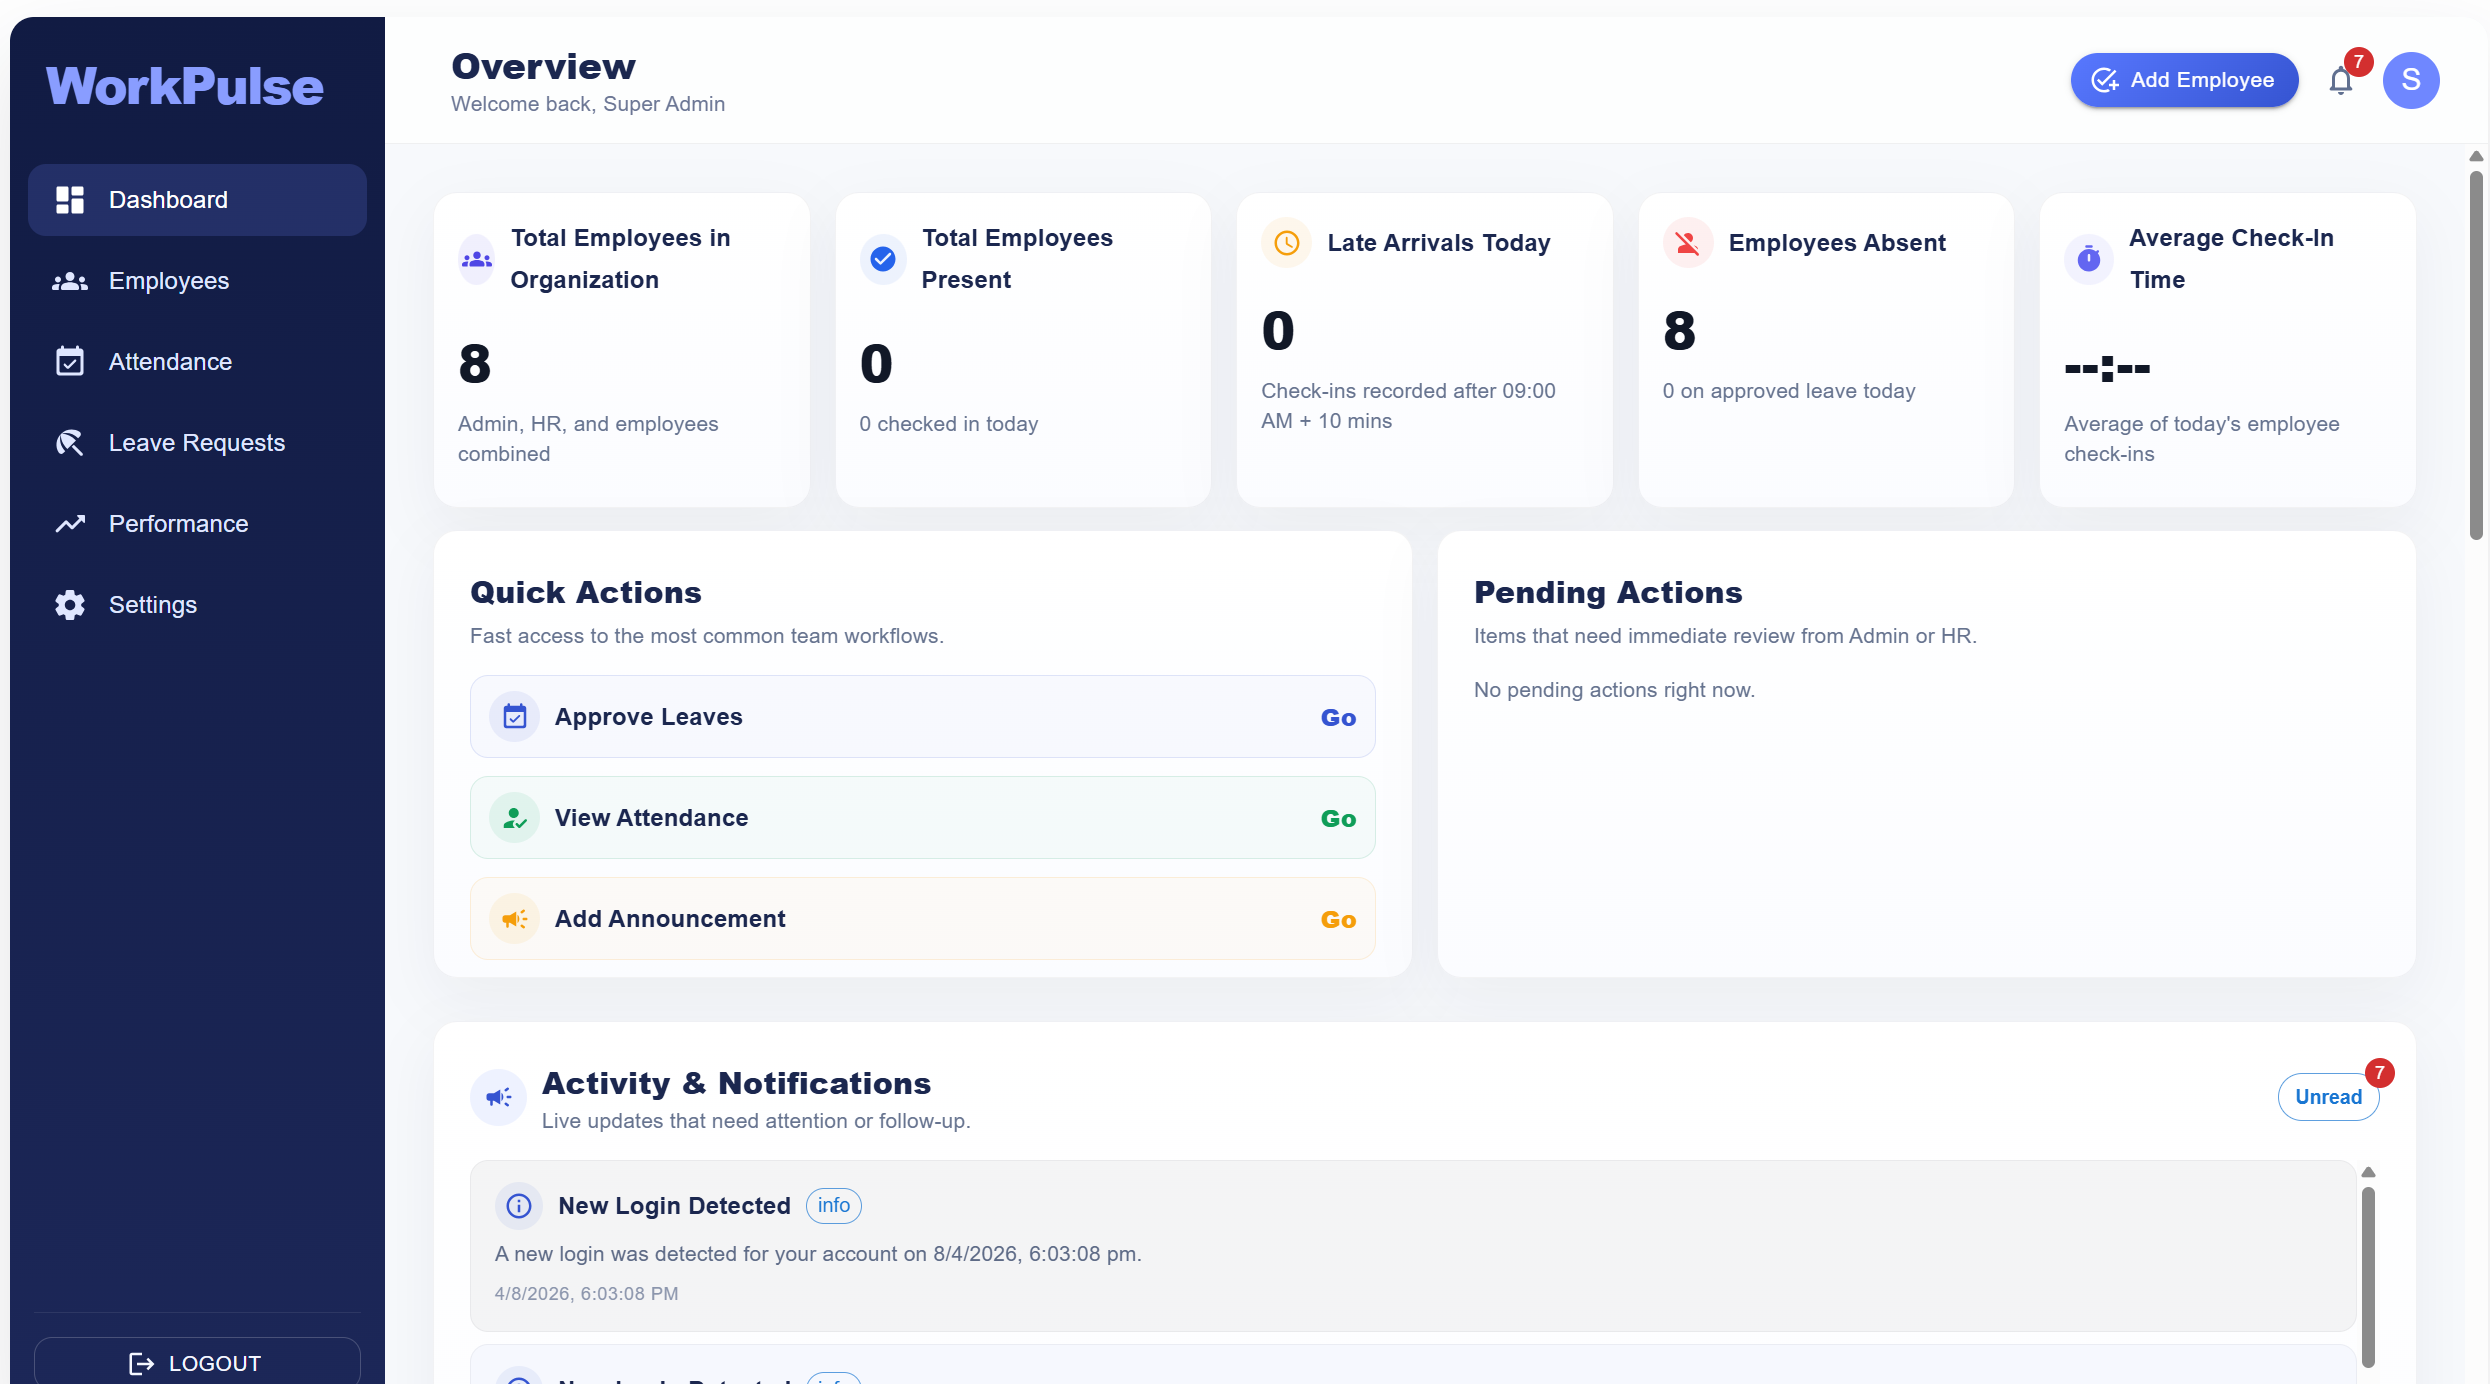 WorkPulse
Dashboard
Employees
Attendance
Leave Requests
Performance
Settings
LOGOUT
Overview
Welcome back, Super Admin
Add Employee
7
S
Total Employees in
Organization
8
Admin, HR, and employees
combined
Total Employees
Present
0
0 checked in today
Late Arrivals Today
0
Check-ins recorded after 09:00
AM + 10 mins
Employees Absent
8
0 on approved leave today
Average Check-In
Time
--:--
Average of today's employee
check-ins
Quick Actions
Fast access to the most common team workflows.
Approve Leaves
Go
View Attendance
Go
Add Announcement
Go
Pending Actions
Items that need immediate review from Admin or HR.
No pending actions right now.
Activity & Notifications
Live updates that need attention or follow-up.
Unread
7
New Login Detected
info
A new login was detected for your account on 8/4/2026, 6:03:08 pm.
4/8/2026, 6:03:08 PM